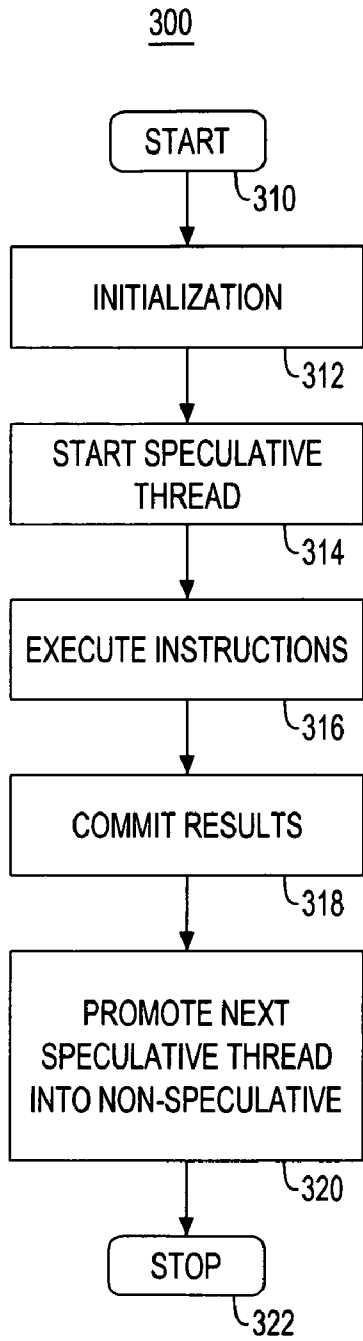 300
START
310
INITIALIZATION
312
START SPECULATIVE
THREAD
314
EXECUTE INSTRUCTIONS
316
COMMIT RESULTS
318
PROMOTE NEXT
SPECULATIVE THREAD
INTO NON-SPECULATIVE
320
STOP
322